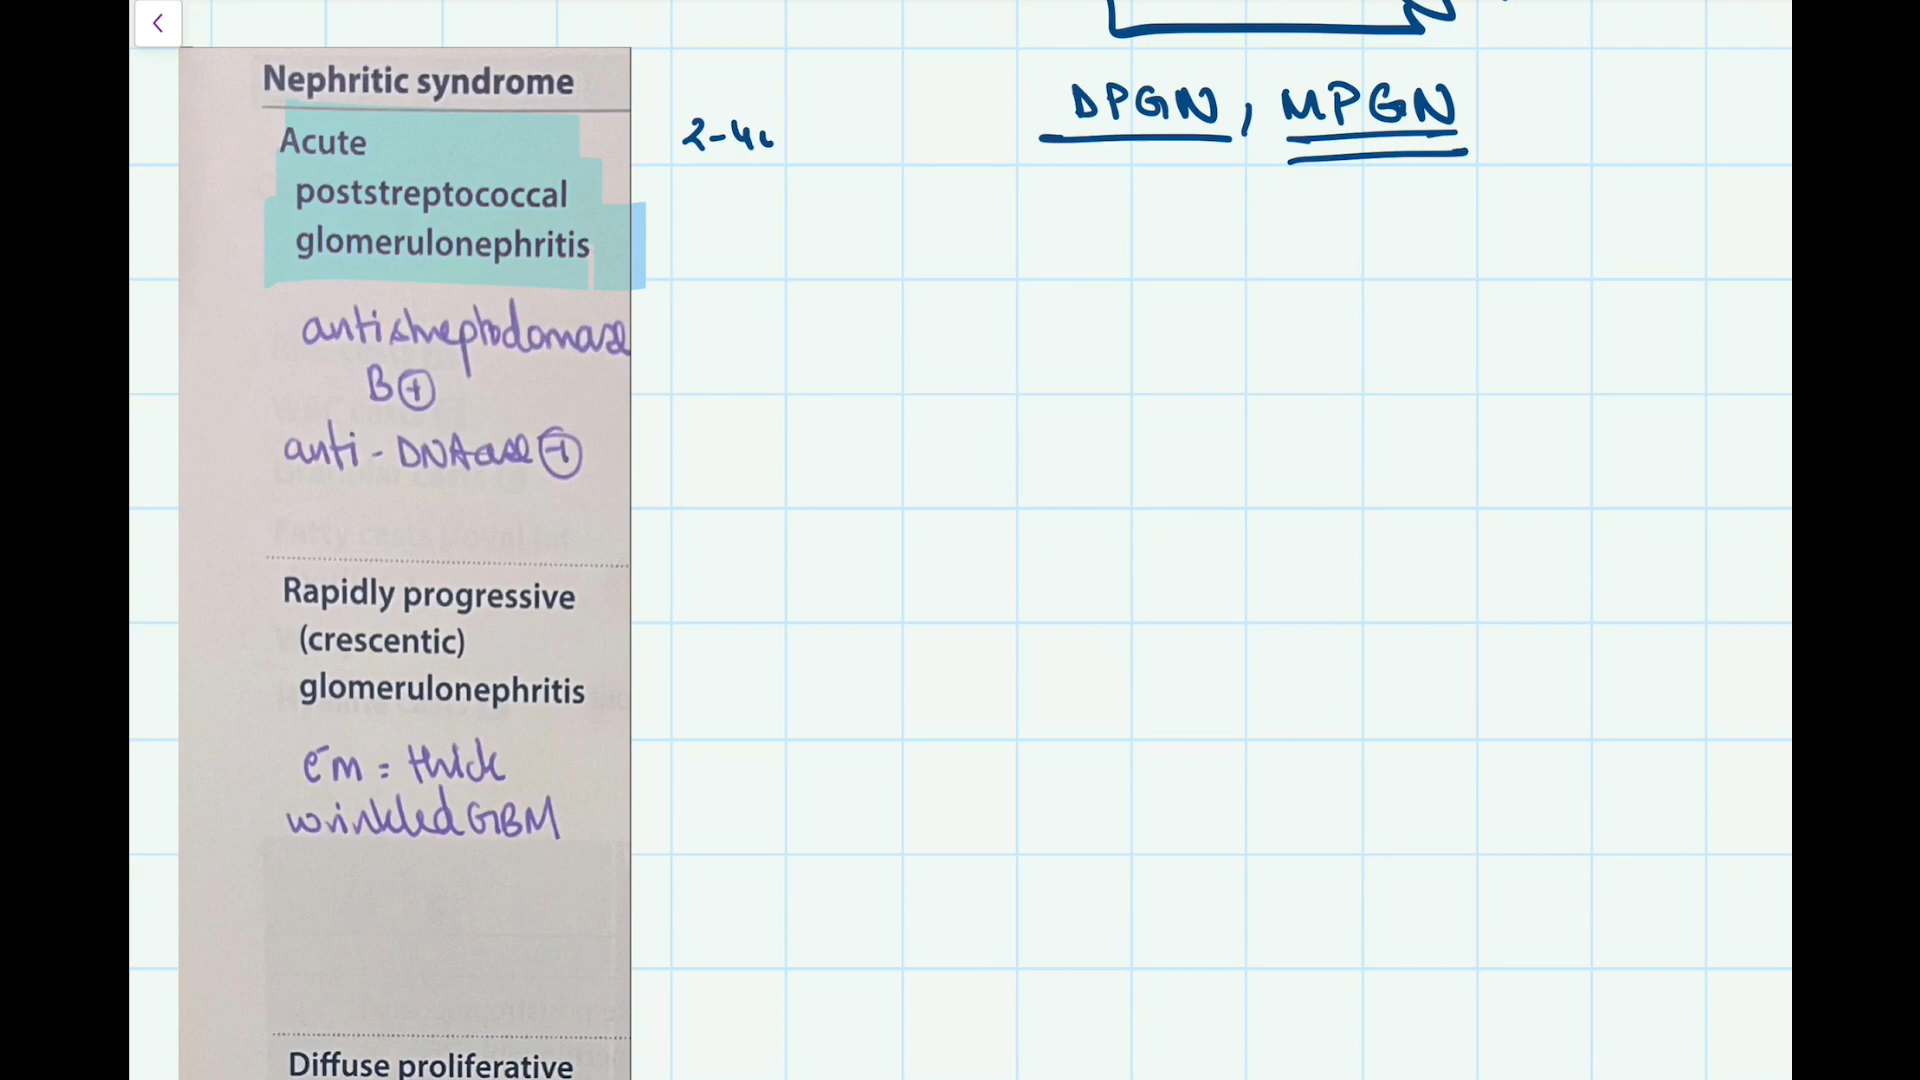 Nephritic syndrome
Acute
poststreptococcal
glomerulonephritis
antistreptodomase
B +
anti - DNAase +
Rapidly progressive
(crescentic)
glomerulonephritis
em = thick
wrinkled GBM
Diffuse proliferative
DPGN, MPGN
2-4